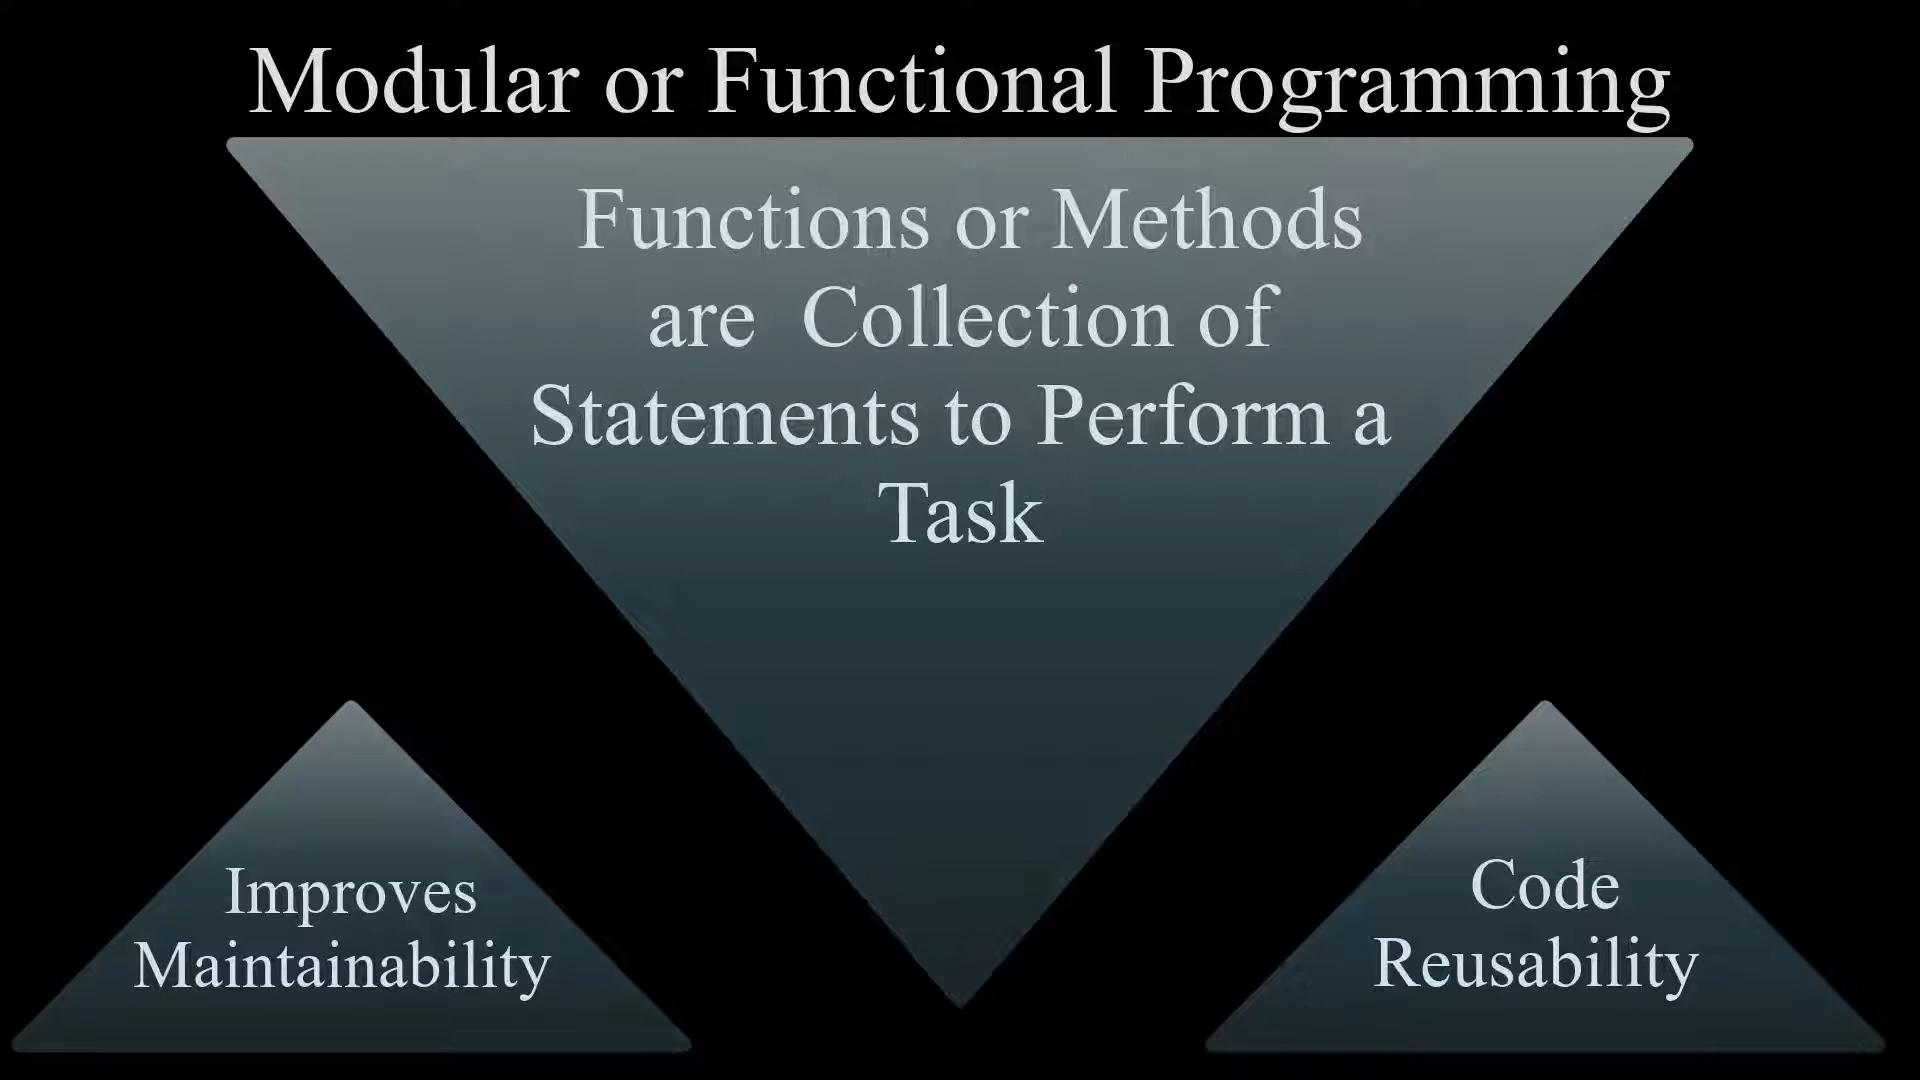 Modular or Functional Programming
Functions or Methods
are  Collection of
Statements to Perform a
Task
Improves
Maintainability
Code
Reusability